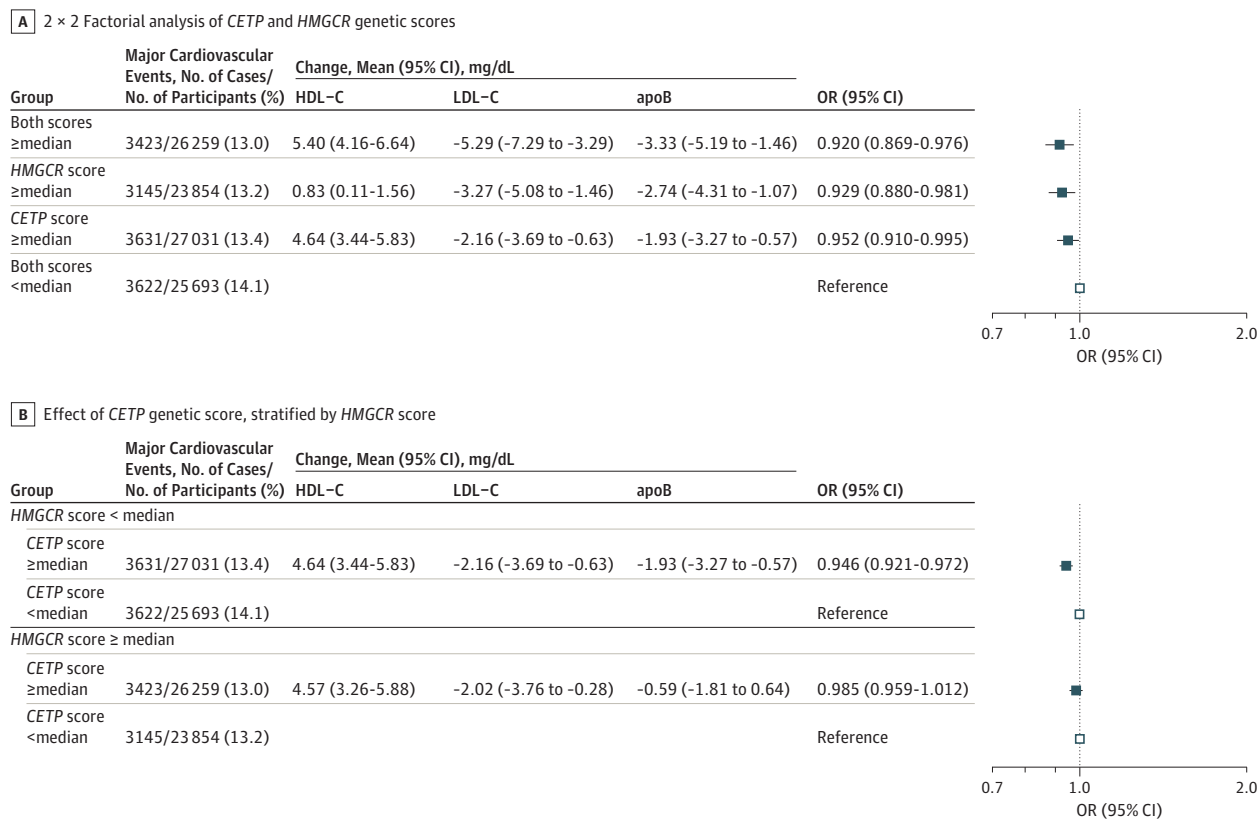 A 2 × 2 Factorial analysis of CETP and HMGCR genetic scores
Major Cardiovascular
Events, No. of Cases/ Change, Mean (95% CI), mg/dL
Group No. of Participants (%) HDL–C LDL–C apoB OR (95% CI)
Both scores
≥median 3423/26 259 (13.0) 5.40 (4.16-6.64) -5.29 (-7.29 to -3.29) -3.33 (-5.19 to -1.46) 0.920 (0.869-0.976)
HMGCR score
≥median 3145/23 854 (13.2) 0.83 (0.11-1.56) -3.27 (-5.08 to -1.46) -2.74 (-4.31 to -1.07) 0.929 (0.880-0.981)
CETP score
≥median 3631/27 031 (13.4) 4.64 (3.44-5.83) -2.16 (-3.69 to -0.63) -1.93 (-3.27 to -0.57) 0.952 (0.910-0.995)
Both scores
<median 3622/25 693 (14.1) Reference
0.7 1.0 2.0
OR (95% CI)
B Effect of CETP genetic score, stratified by HMGCR score
Major Cardiovascular
Events, No. of Cases/ Change, Mean (95% CI), mg/dL
Group No. of Participants (%) HDL–C LDL–C apoB OR (95% CI)
HMGCR score < median
CETP score
≥median 3631/27 031 (13.4) 4.64 (3.44-5.83) -2.16 (-3.69 to -0.63) -1.93 (-3.27 to -0.57) 0.946 (0.921-0.972)
CETP score
<median 3622/25 693 (14.1) Reference
HMGCR score ≥ median
CETP score
≥median 3423/26 259 (13.0) 4.57 (3.26-5.88) -2.02 (-3.76 to -0.28) -0.59 (-1.81 to 0.64) 0.985 (0.959-1.012)
CETP score
<median 3145/23 854 (13.2) Reference
0.7 1.0 2.0
OR (95% CI)